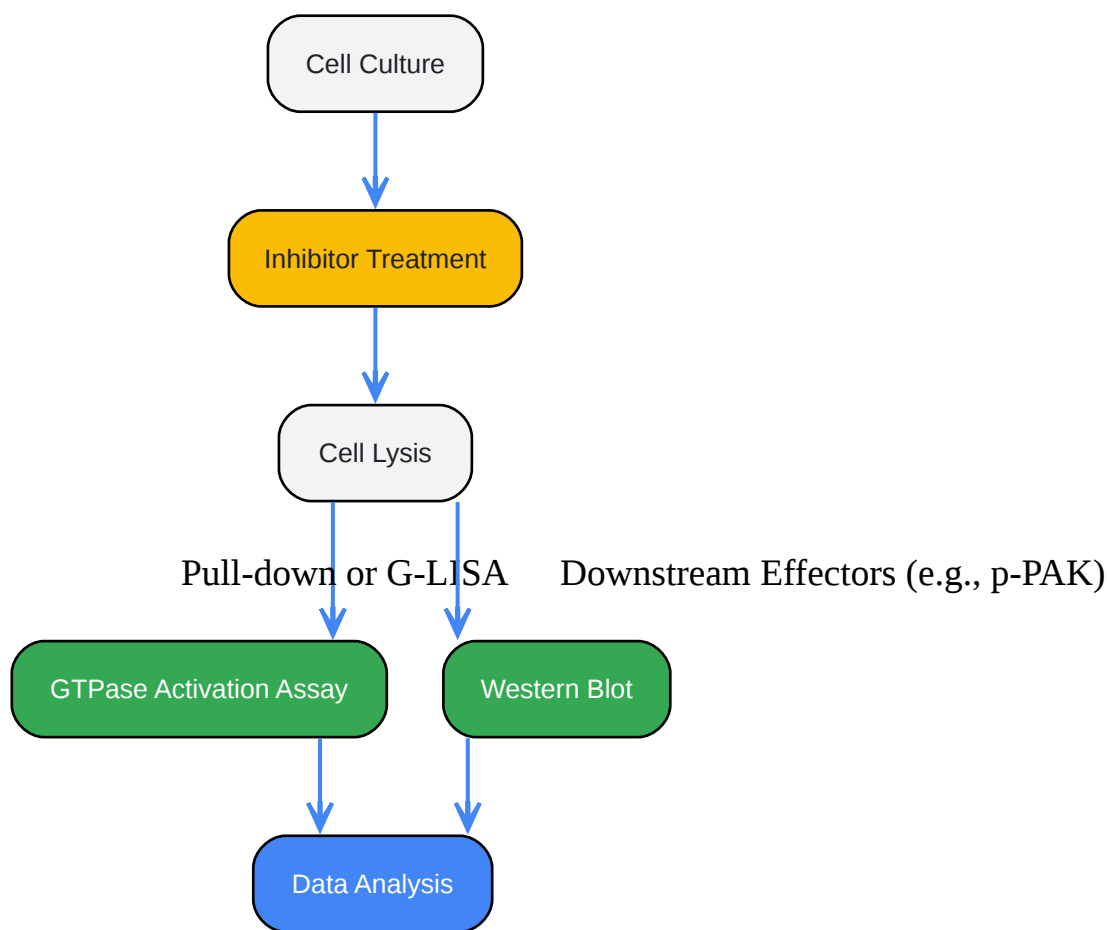 Cell Culture
Inhibitor Treatment
Cell Lysis
Pull-down or G-LISA
Downstream Effectors (e.g., p-PAK)
GTPase Activation Assay
Western Blot
Data Analysis